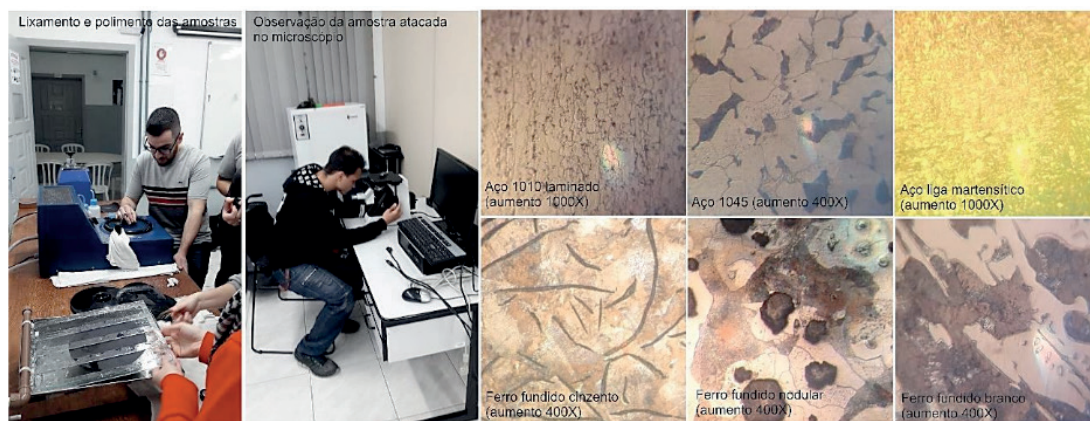 Lixamento e polimento das amostras
Observação da amostra atacada
no microscópio
Aço 1010 laminado
(aumento 1000X)
Aço 1045 (aumento 400X)
Aço liga martensítico
(aumento 1000X)
Ferro fundido cinzento
(aumento 400X)
Ferro fundido nodular
(aumento 400X)
Ferro fundido branco
(aumento 400X)